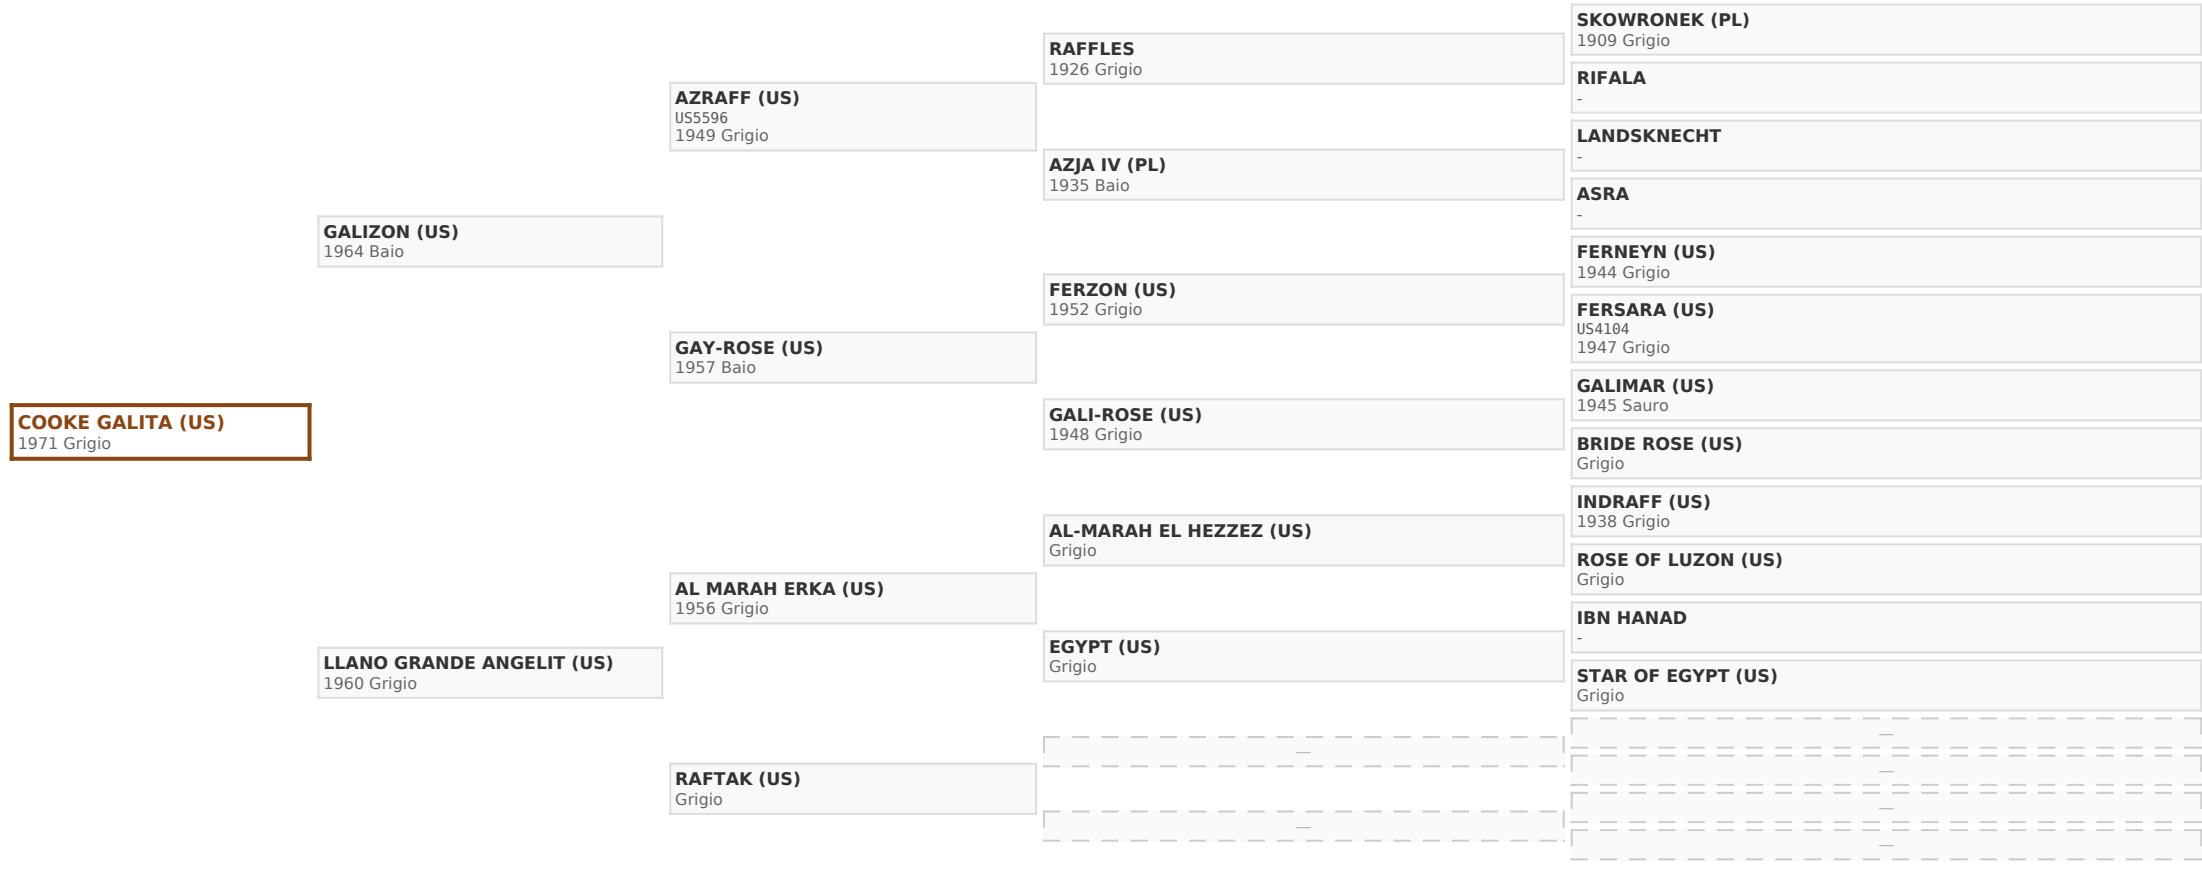 COOKE GALITA (US)
1971 Grigio
GALIZON (US)
1964 Baio
LLANO GRANDE ANGELIT (US)
1960 Grigio
AZRAFF (US)
US5596
1949 Grigio
GAY-ROSE (US)
1957 Baio
AL MARAH ERKA (US)
1956 Grigio
RAFTAK (US)
Grigio
RAFFLES
1926 Grigio
AZJA IV (PL)
1935 Baio
FERZON (US)
1952 Grigio
GALI-ROSE (US)
1948 Grigio
AL-MARAH EL HEZZEZ (US)
Grigio
EGYPT (US)
Grigio
—
—
SKOWRONEK (PL)
1909 Grigio
RIFALA
-
LANDSKNECHT
-
ASRA
-
FERNEYN (US)
1944 Grigio
FERSARA (US)
US4104
1947 Grigio
GALIMAR (US)
1945 Sauro
BRIDE ROSE (US)
Grigio
INDRAFF (US)
1938 Grigio
ROSE OF LUZON (US)
Grigio
IBN HANAD
-
STAR OF EGYPT (US)
Grigio
—
—
—
—